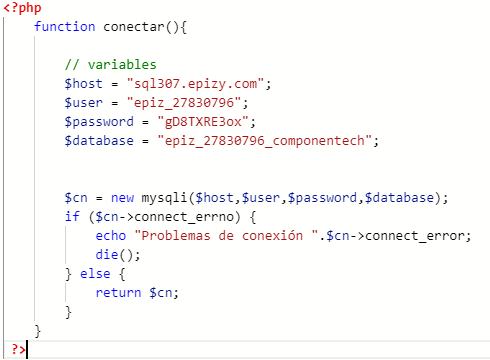 <?php
function conectar(){
// variables
$host = "sql307.epizy.com";
$user = "epiz_27830796";
$password = "gD8TXRE3ox";
$database = "epiz_27830796_componentech";
$cn = new mysqli($host,$user,$password,$database);
if ($cn->connect_errno) {
echo "Problemas de conexión ".$cn->connect_error;
die();
} else {
return $cn;
}
}
?>